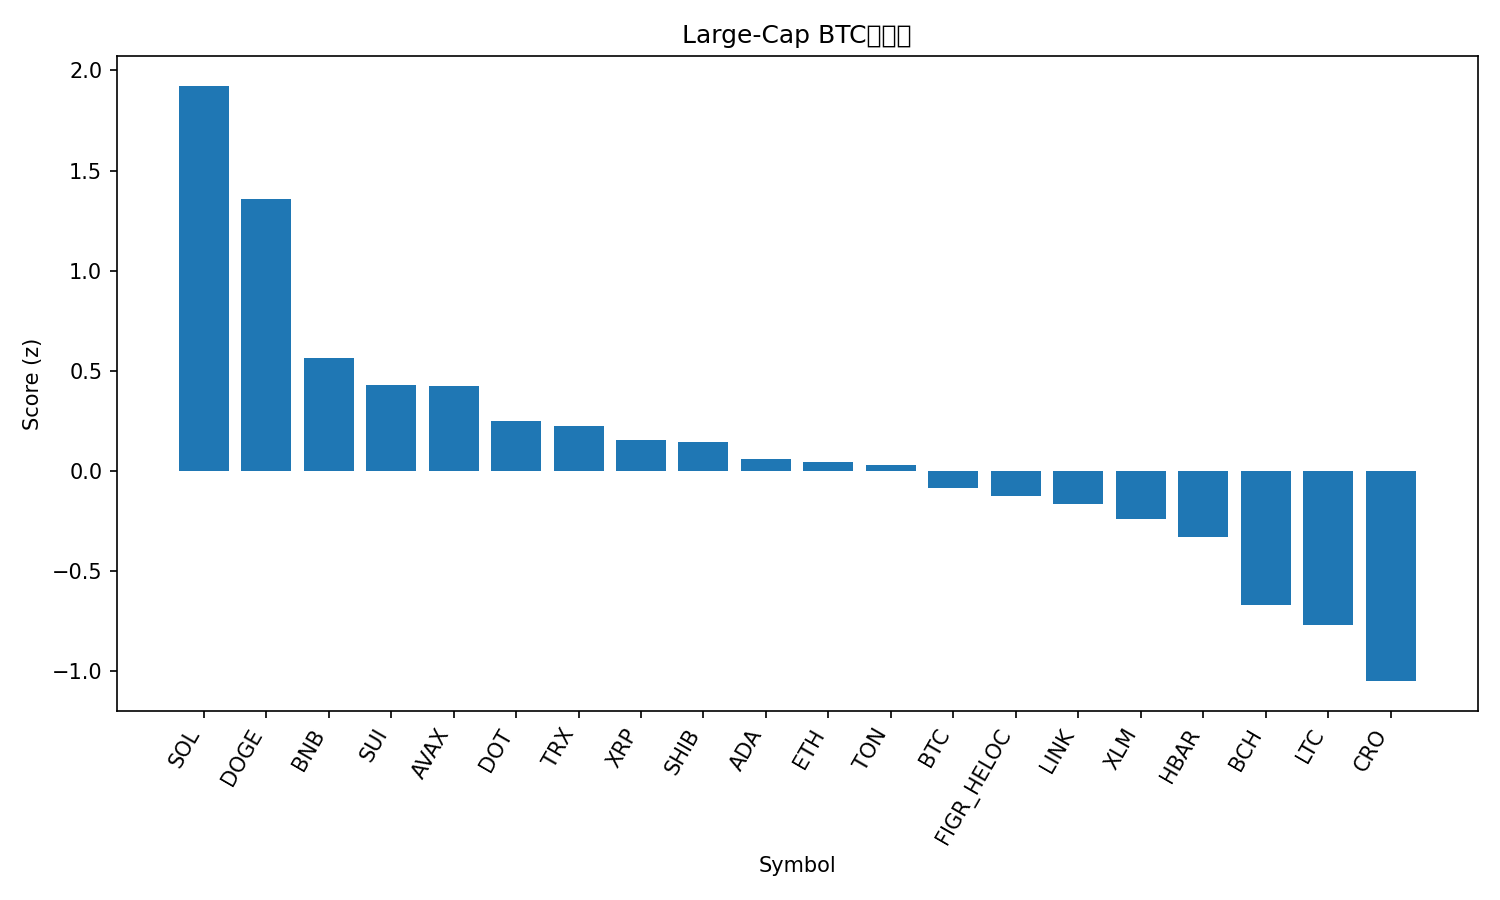 Large-Cap BTC
Score (z)
2.0
1.5
1.0
0.5
0.0
−0.5
−1.0
SOL
DOGE
BNB
SUI
AVAX
DOT
TRX
XRP
SHIB
ADA
ETH
TON
BTC
FIGR_HELOC
LINK
XLM
HBAR
BCH
LTC
CRO
Symbol